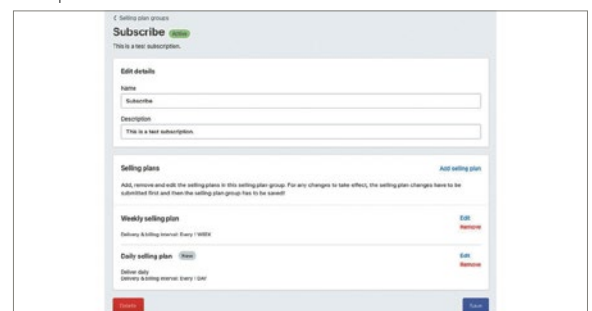 Selling plan groups
Subscribe Active
This is a test subscription.
Edit details
Name
Subscribe
Description
This is a test subscription.
Selling plans Add selling plan
Add, remove and edit the selling plans in this selling plan group. For any changes to take effect, the selling plan changes have to be
submitted first and then the selling plan group has to be saved!
Weekly selling plan Edit
Remove
Delivery & billing interval: Every 1 WEEK
Daily selling plan New Edit
Remove
Deliver daily
Delivery & billing interval: Every 1 DAY
Delete Save